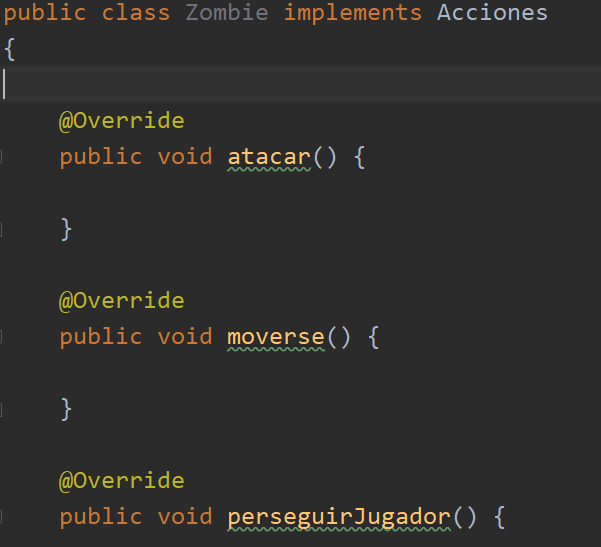 public class Zombie implements Acciones
{
@Override
public void atacar() {
}
@Override
public void moverse() {
}
@Override
public void perseguirJugador() {